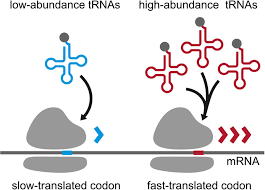 low-abundance tRNAs
high-abundance tRNAs
mRNA
slow-translated codon
fast-translated codon